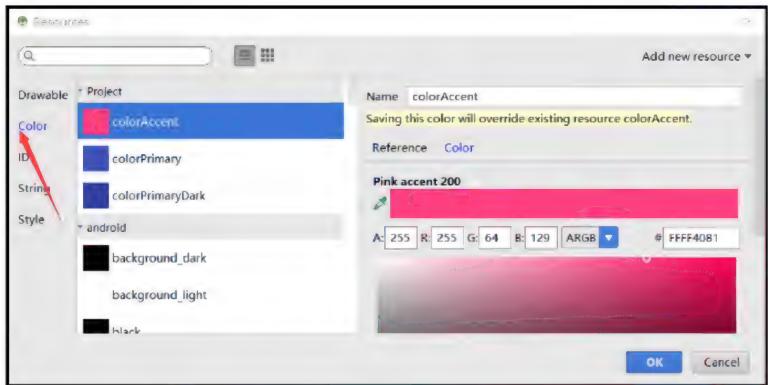 Resources
Add new resource
Drawable
Color
ID
String
Style
Project
colorAccent
colorPrimary
colorPrimaryDark
android
background_dark
background_light
black
Name colorAccent
Saving this color will override existing resource colorAccent.
Reference Color
Pink accent 200
A: 255 R: 255 G: 64 B: 129 ARGB # FFFF4081
OK Cancel